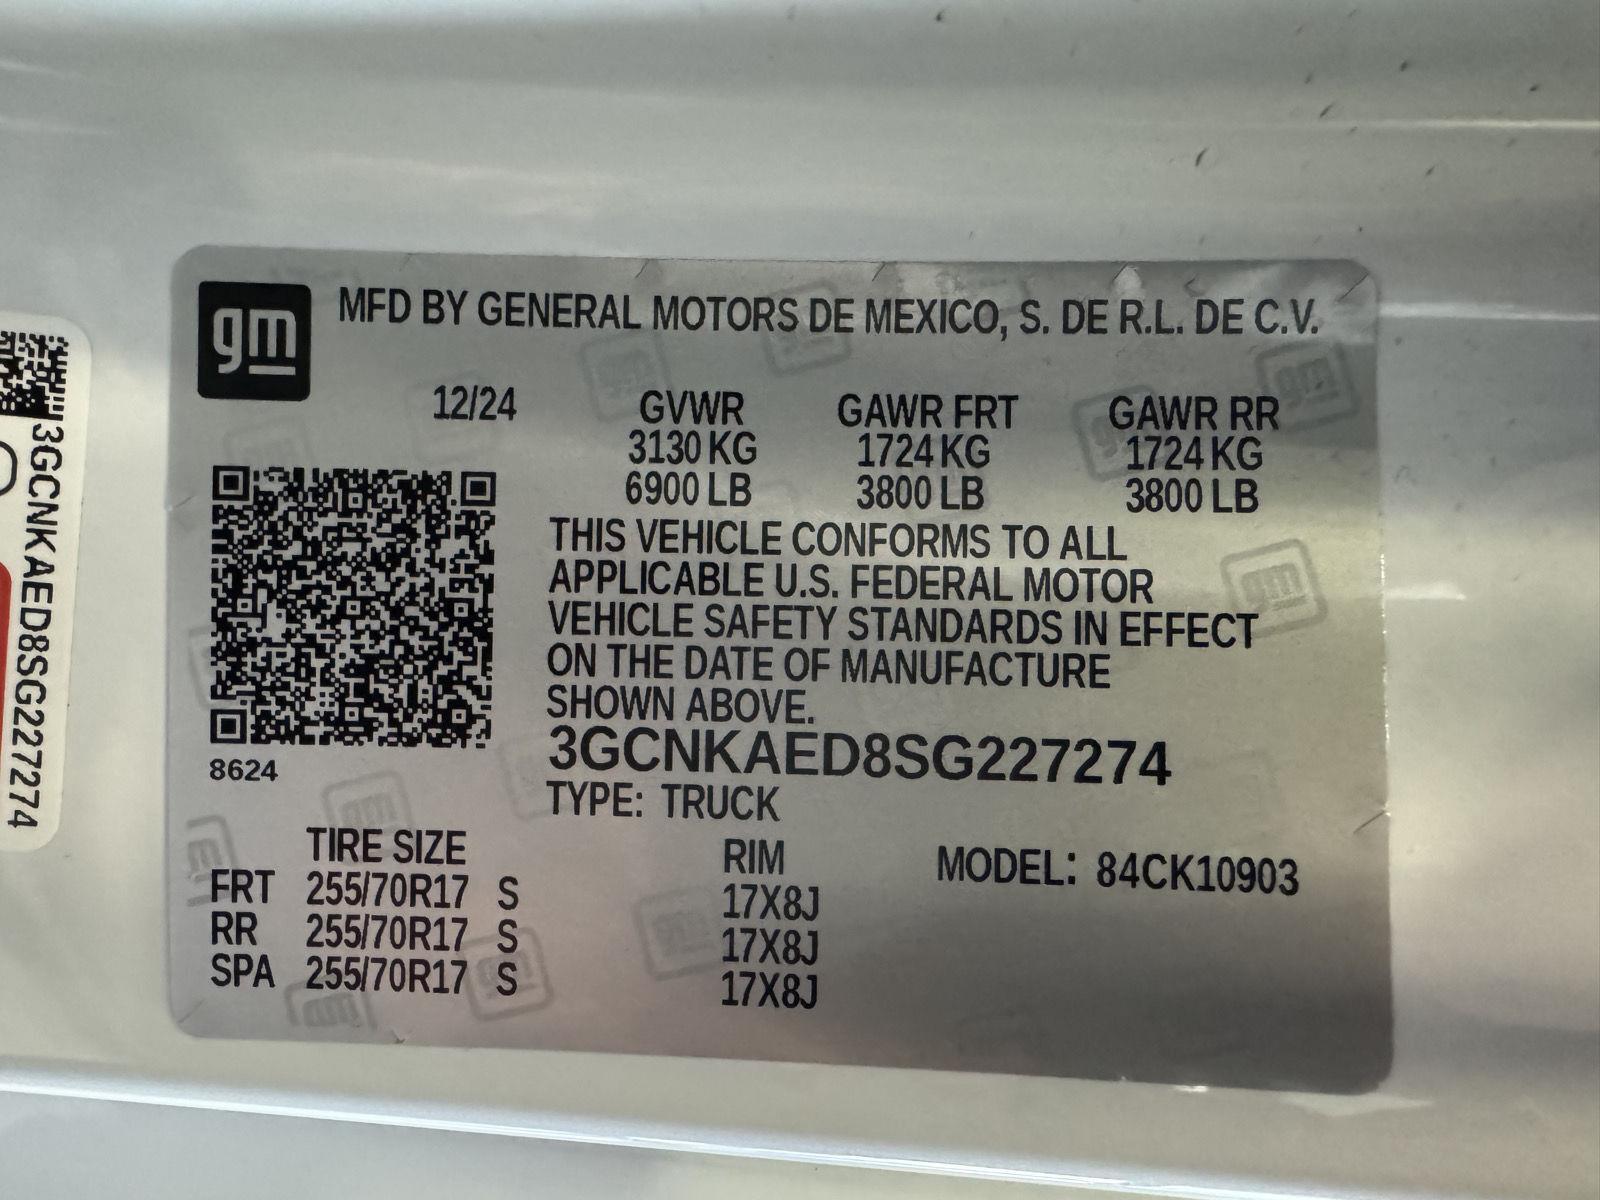 gm
MFD BY GENERAL MOTORS DE MEXICO, S. DE R.L. DE C.V.
12/24 GVWR GAWR FRT GAWR RR
3130 KG 1724 KG 1724 KG
6900 LB 3800 LB 3800 LB
THIS VEHICLE CONFORMS TO ALL
APPLICABLE U.S. FEDERAL MOTOR
VEHICLE SAFETY STANDARDS IN EFFECT
ON THE DATE OF MANUFACTURE
SHOWN ABOVE.
3GCNKAED8SG227274
8624
TYPE: TRUCK
TIRE SIZE RIM MODEL: 84CK10903
FRT 255/70R17 S 17X8J
RR 255/70R17 S 17X8J
SPA 255/70R17 S 17X8J
3GCNKAED8SG227274